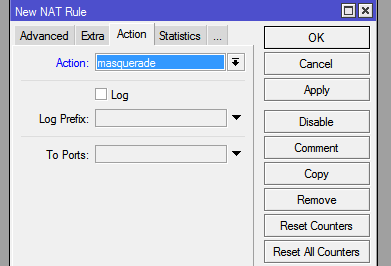 New NAT Rule
Advanced Extra Action Statistics ...
Action: masquerade
Log
Log Prefix:
To Ports:
OK
Cancel
Apply
Disable
Comment
Copy
Remove
Reset Counters
Reset All Counters